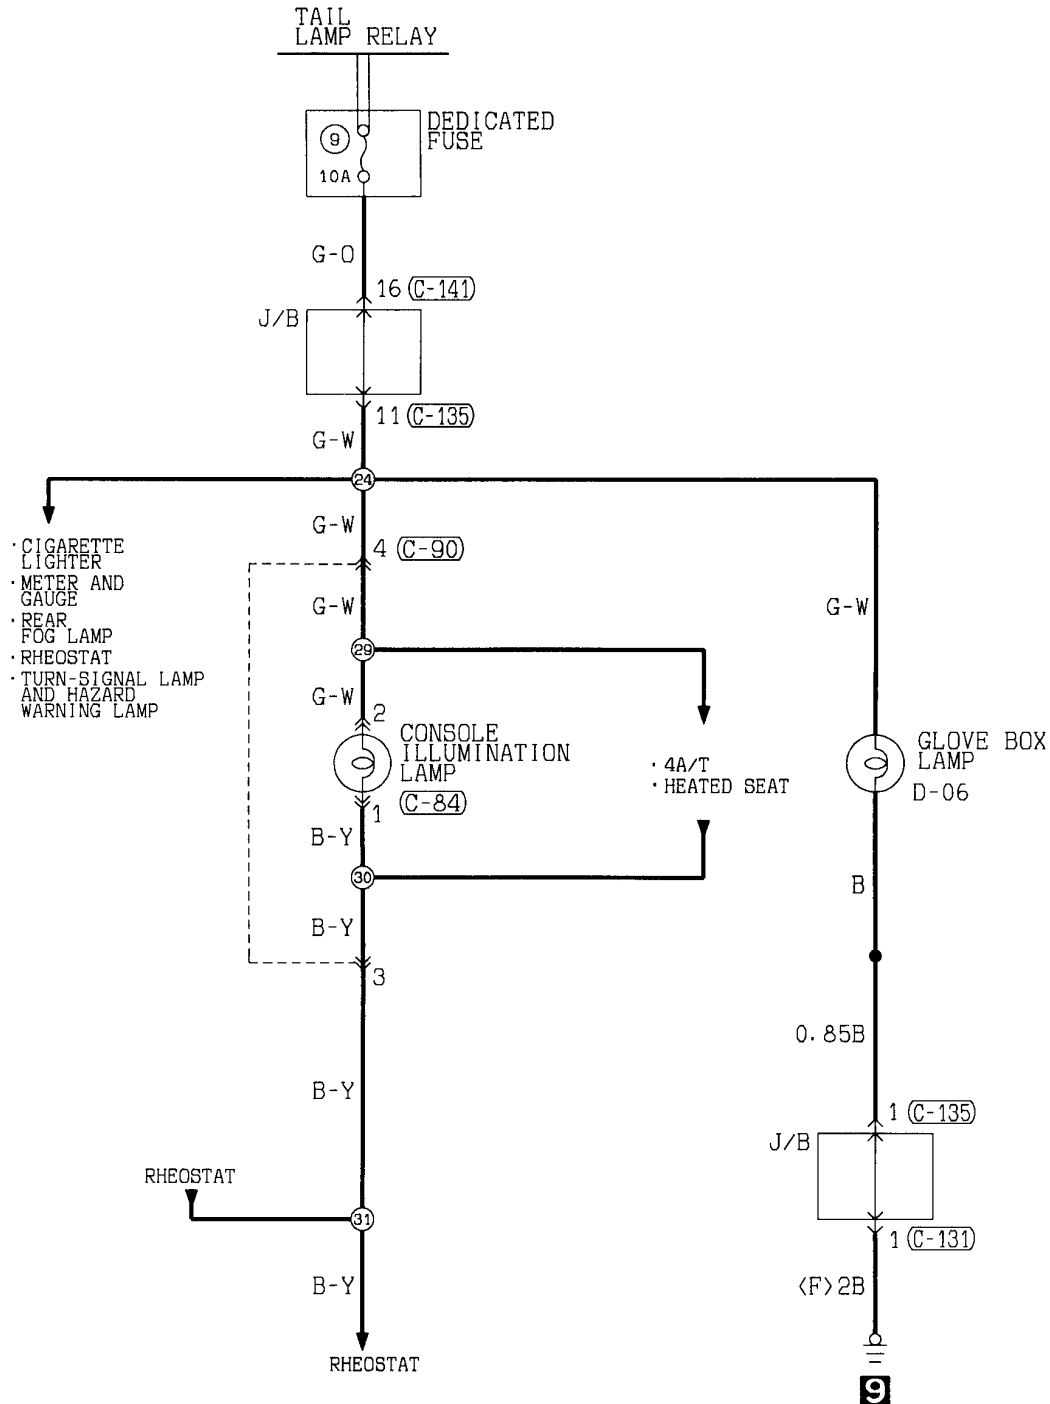 TAIL
LAMP RELAY
DEDICATED
FUSE
9
10A
G-O
16 C-141
J/B
11 C-135
G-W
24
G-W
4 C-90
·CIGARETTE
LIGHTER
·METER AND
GAUGE
·REAR
FOG LAMP
·RHEOSTAT
·TURN-SIGNAL LAMP
AND HAZARD
WARNING LAMP
G-W
G-W
29
G-W
2
CONSOLE
ILLUMINATION
LAMP
C-84
1
·4A/T
·HEATED SEAT
GLOVE BOX
LAMP
D-06
B-Y
30
B
B-Y
3
0.85B
B-Y
1 C-135
J/B
RHEOSTAT
31
1 C-131
B-Y
<F>2B
RHEOSTAT
9